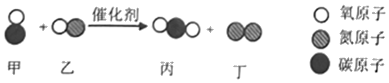 + 催化剂 +
甲 乙 丙 丁
氧原子
氮原子
碳原子